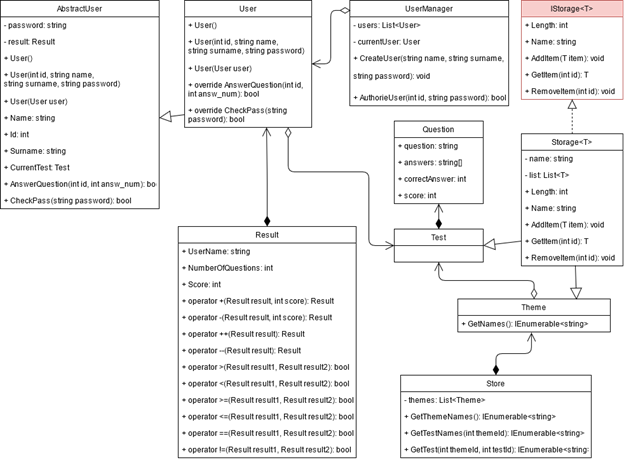 AbstractUser
- password: string
- result: Result
+ User()
+ User(int id, string name,
string surname, string password)
+ User(User user)
+ Name: string
+ Id: int
+ Surname: string
+ CurrentTest: Test
+ AnswerQuestion(int id, int answ_num): bo
+ CheckPass(string password): bool
User
+ User():
+ User(int id, string name,
string surname, string password)
+ User(User user)
+ override AnswerQuestion(int id,
int answ_num): bool
+ override CheckPass(string
password): bool
UserManager
- users: List<User>
- currentUser: User
+ CreateUser(string name, string surname,
string password): void
+ AuthorieUser(int id, string password): bool
IStorage<T>
+ Length: int
+ Name: string
+ AddItem(T item): void
+ GetItem(int id): T
+ RemoveItem(int id): void
Question
+ question: string
+ answers: string[]
+ correctAnswer: int
+ score: int
Storage<T>
- name: string
- list: List<T>
+ Length: int
+ Name: string
+ AddItem(T item): void
+ GetItem(int id): T
+ RemoveItem(int id): void
Test
Result
+ UserName: string
+ NumberOfQuestions: int
+ Score: int
+ operator +(Result result, int score): Result
+ operator -(Result result, int score): Result
+ operator ++(Result result): Result
+ operator --(Result result): Result
+ operator >(Result result1, Result result2): bool
+ operator <(Result result1, Result result2): bool
+ operator >=(Result result1, Result result2): bool
+ operator <=(Result result1, Result result2): bool
+ operator ==(Result result1, Result result2): bool
+ operator !=(Result result1, Result result2): bool
Theme
+ GetNames(): IEnumerable<string>
Store
- themes: List<Theme>
+ GetThemeNames(): IEnumerable<string>
+ GetTestNames(int themeId): IEnumerable<string>
+ GetTest(int themeId, int testId): IEnumerable<string>